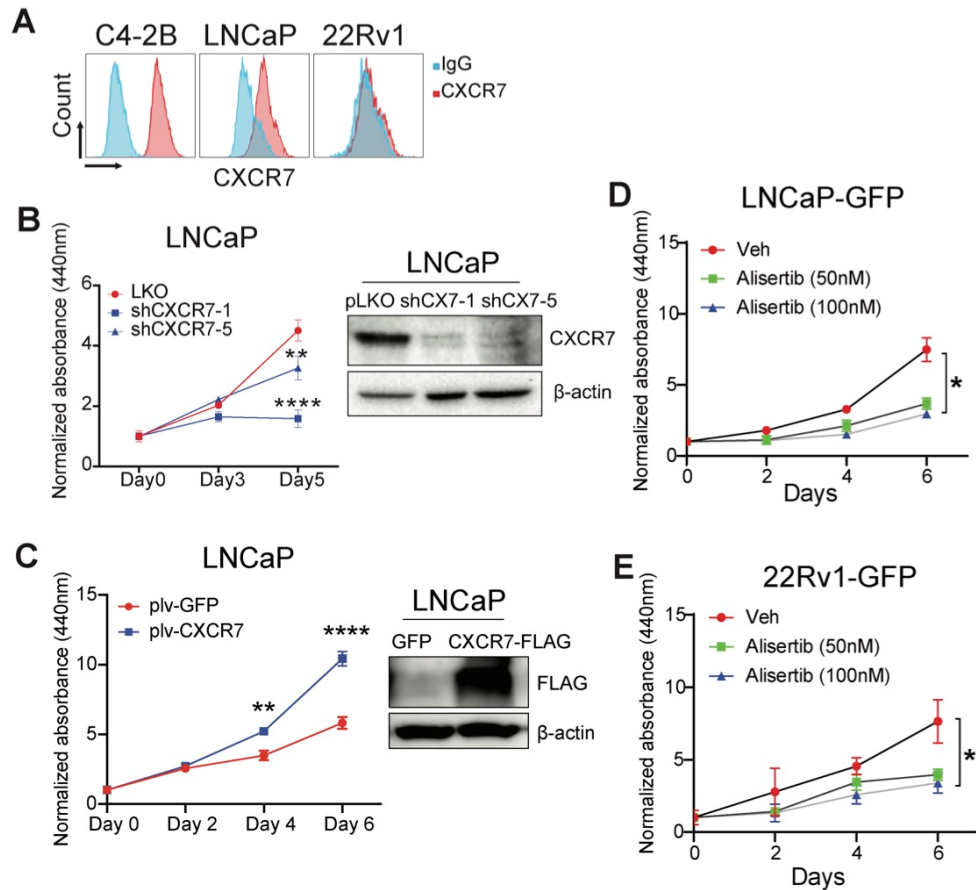 A
C4-2B LNCaP 22Rv1
IgG
CXCR7
Count
CXCR7
B
LNCaP
Normalized absorbance (440nm)
6
4
2
0
LKO
shCXCR7-1
shCXCR7-5
**
****
Day0 Day3 Day5
LNCaP
pLKO shCX7-1 shCX7-5
CXCR7
β-actin
C
LNCaP
Normalized absorbance (440nm)
15
10
5
0
plv-GFP
plv-CXCR7
**
****
Day 0 Day 2 Day 4 Day 6
LNCaP
GFP CXCR7-FLAG
FLAG
β-actin
D
LNCaP-GFP
Normalized absorbance (440nm)
15
10
5
0
Veh
Alisertib (50nM)
Alisertib (100nM)
*
0 2 4 6
Days
E
22Rv1-GFP
Normalized absorbance (440nm)
15
10
5
0
Veh
Alisertib (50nM)
Alisertib (100nM)
*
0 2 4 6
Days